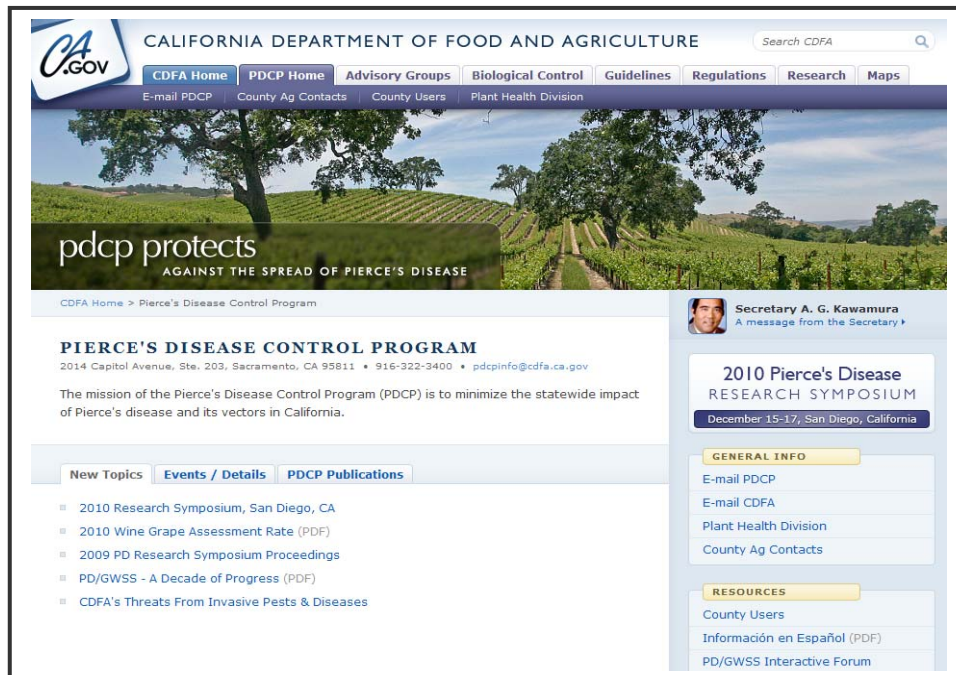 CA
.GOV
CALIFORNIA DEPARTMENT OF FOOD AND AGRICULTURE
Search CDFA
CDFA Home PDCP Home Advisory Groups Biological Control Guidelines Regulations Research Maps
E-mail PDCP County Ag Contacts County Users Plant Health Division
pdcp protects
AGAINST THE SPREAD OF PIERCE'S DISEASE
CDFA Home > Pierce's Disease Control Program
PIERCE'S DISEASE CONTROL PROGRAM
2014 Capitol Avenue, Ste. 203, Sacramento, CA 95811 • 916-322-3400 • pdcpinfo@cdfa.ca.gov
The mission of the Pierce's Disease Control Program (PDCP) is to minimize the statewide impact
of Pierce's disease and its vectors in California.
New Topics Events / Details PDCP Publications
2010 Research Symposium, San Diego, CA
2010 Wine Grape Assessment Rate (PDF)
2009 PD Research Symposium Proceedings
PD/GWSS - A Decade of Progress (PDF)
CDFA's Threats From Invasive Pests & Diseases
Secretary A. G. Kawamura
A message from the Secretary
2010 Pierce's Disease
RESEARCH SYMPOSIUM
December 15-17, San Diego, California
GENERAL INFO
E-mail PDCP
E-mail CDFA
Plant Health Division
County Ag Contacts
RESOURCES
County Users
Información en Español (PDF)
PD/GWSS Interactive Forum